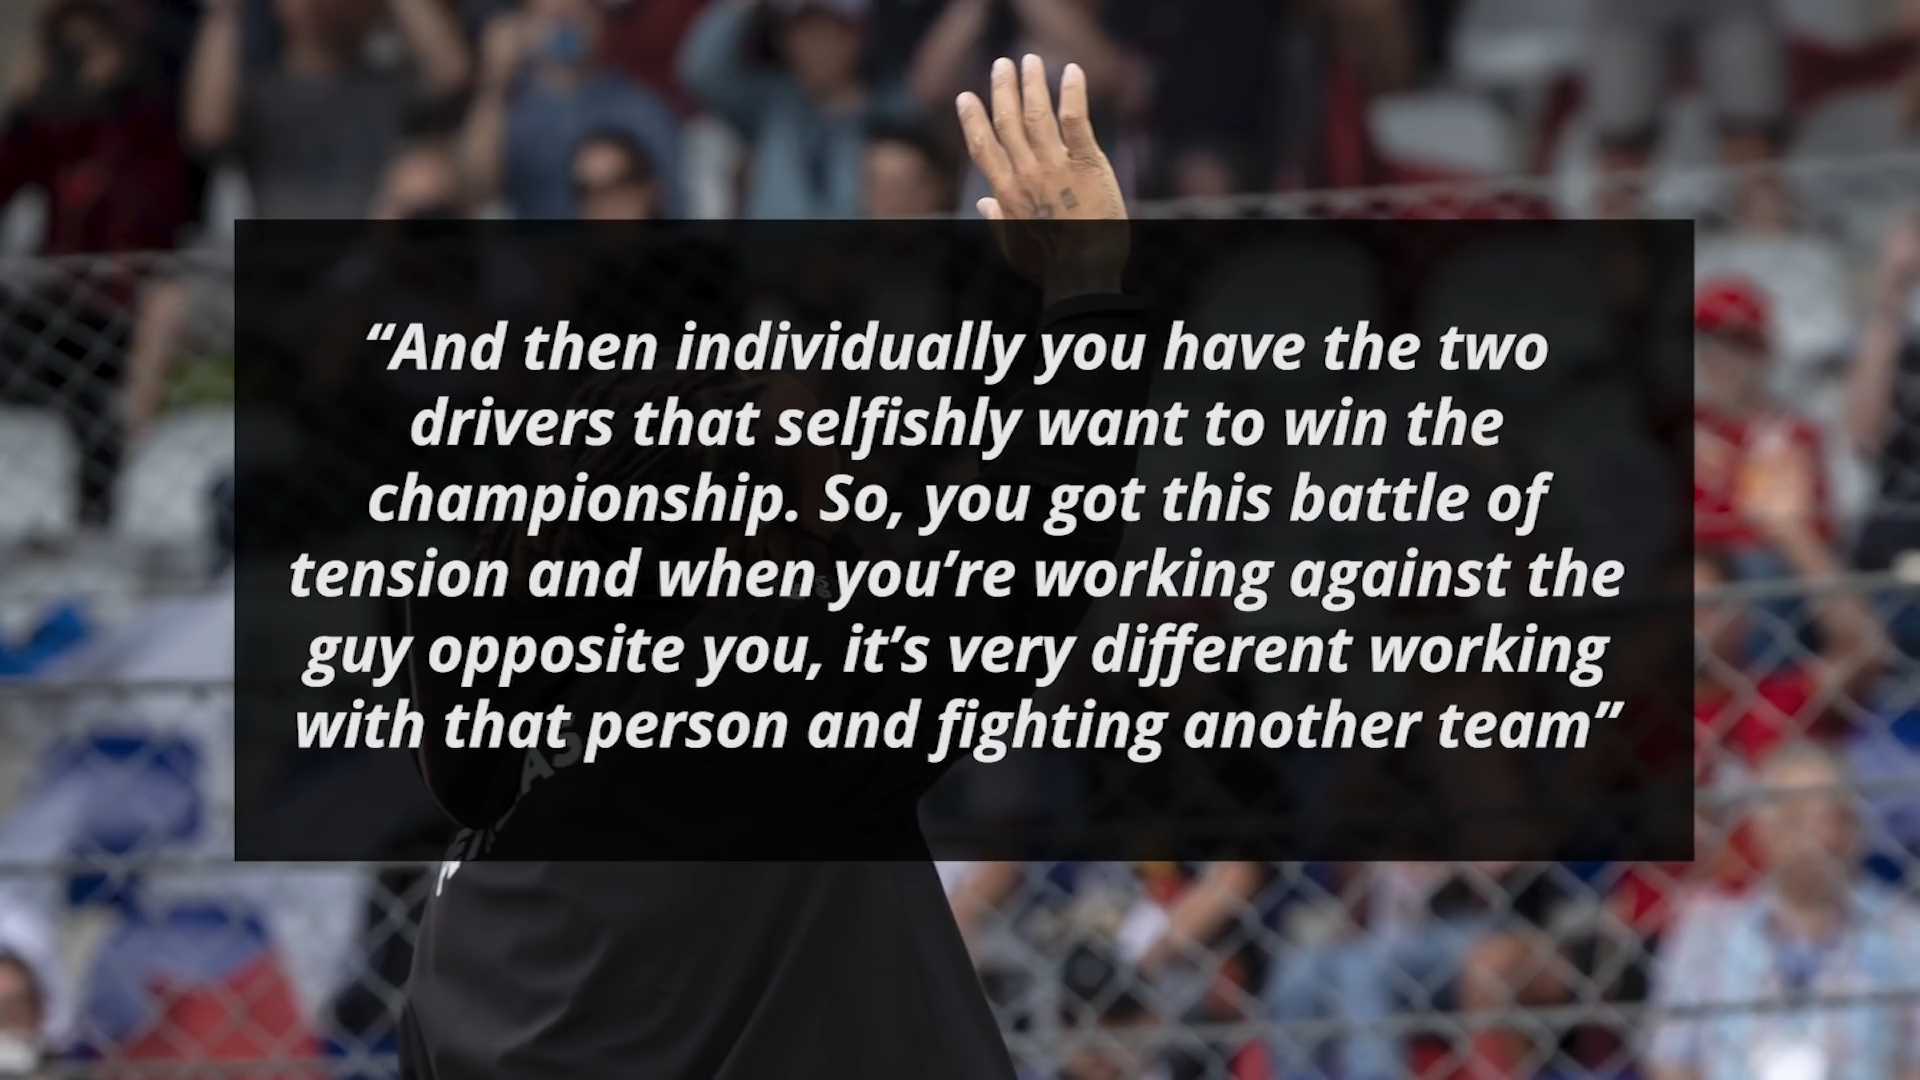 “And then individually you have the two
drivers that selfishly want to win the
championship. So, you got this battle of
tension and when you’re working against the
guy opposite you, it’s very different working
with that person and fighting another team”